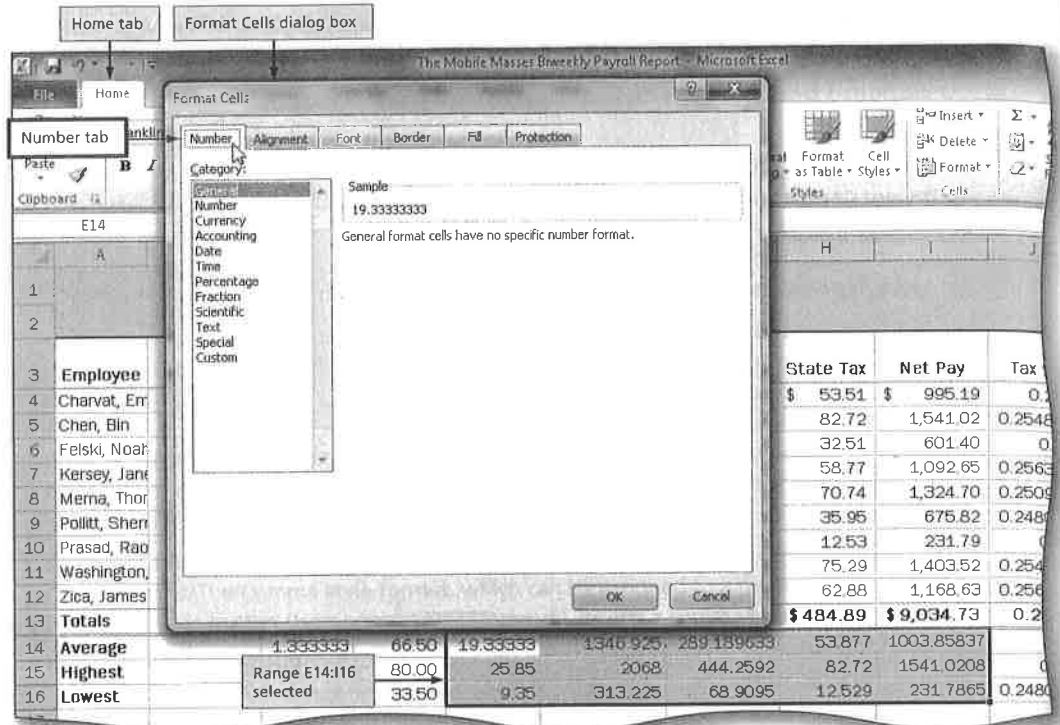 Home tab
Format Cells dialog box
The Mobile Masses Biweekly Payroll Report - Microsoft Excel
File
Home
Number tab
Format Cells
Number
Alignment
Font
Border
Fill
Protection
Category:
General
Number
Currency
Accounting
Date
Time
Percentage
Fraction
Scientific
Text
Special
Custom
Sample
19.33333333
General format cells have no specific number format.
OK
Cancel
Paste
B I
Clipboard
Format as Table
Cell Styles
Styles
Insert
Delete
Format
Cells
Σ
E14
A H I J
1
2
3 Employee State Tax Net Pay Tax
4 Charvat, Em $ 53.51 $ 995.19 0.
5 Chen, Bin 82.72 1,541.02 0.2548
6 Felski, Noah 32.51 601.40 0
7 Kersey, Jane 58.77 1,092.65 0.2563
8 Merna, Thor 70.74 1,324.70 0.2509
9 Pollitt, Sherr 35.95 675.82 0.2480
10 Prasad, Rao 12.53 231.79
11 Washington, 75.29 1,403.52 0.254
12 Zica, James 62.88 1,168.63 0.256
13 Totals $ 484.89 $ 9,034.73 0.2
14 Average 1.333333 66.50 19.33333 1346.925 289.189633 53.877 1003.85837
15 Highest 80.00 25.85 2068 444.2592 82.72 1541.0208
16 Lowest 33.50 9.35 313.225 68.9095 12.529 231.7865 0.2480
Range E14:I16
selected